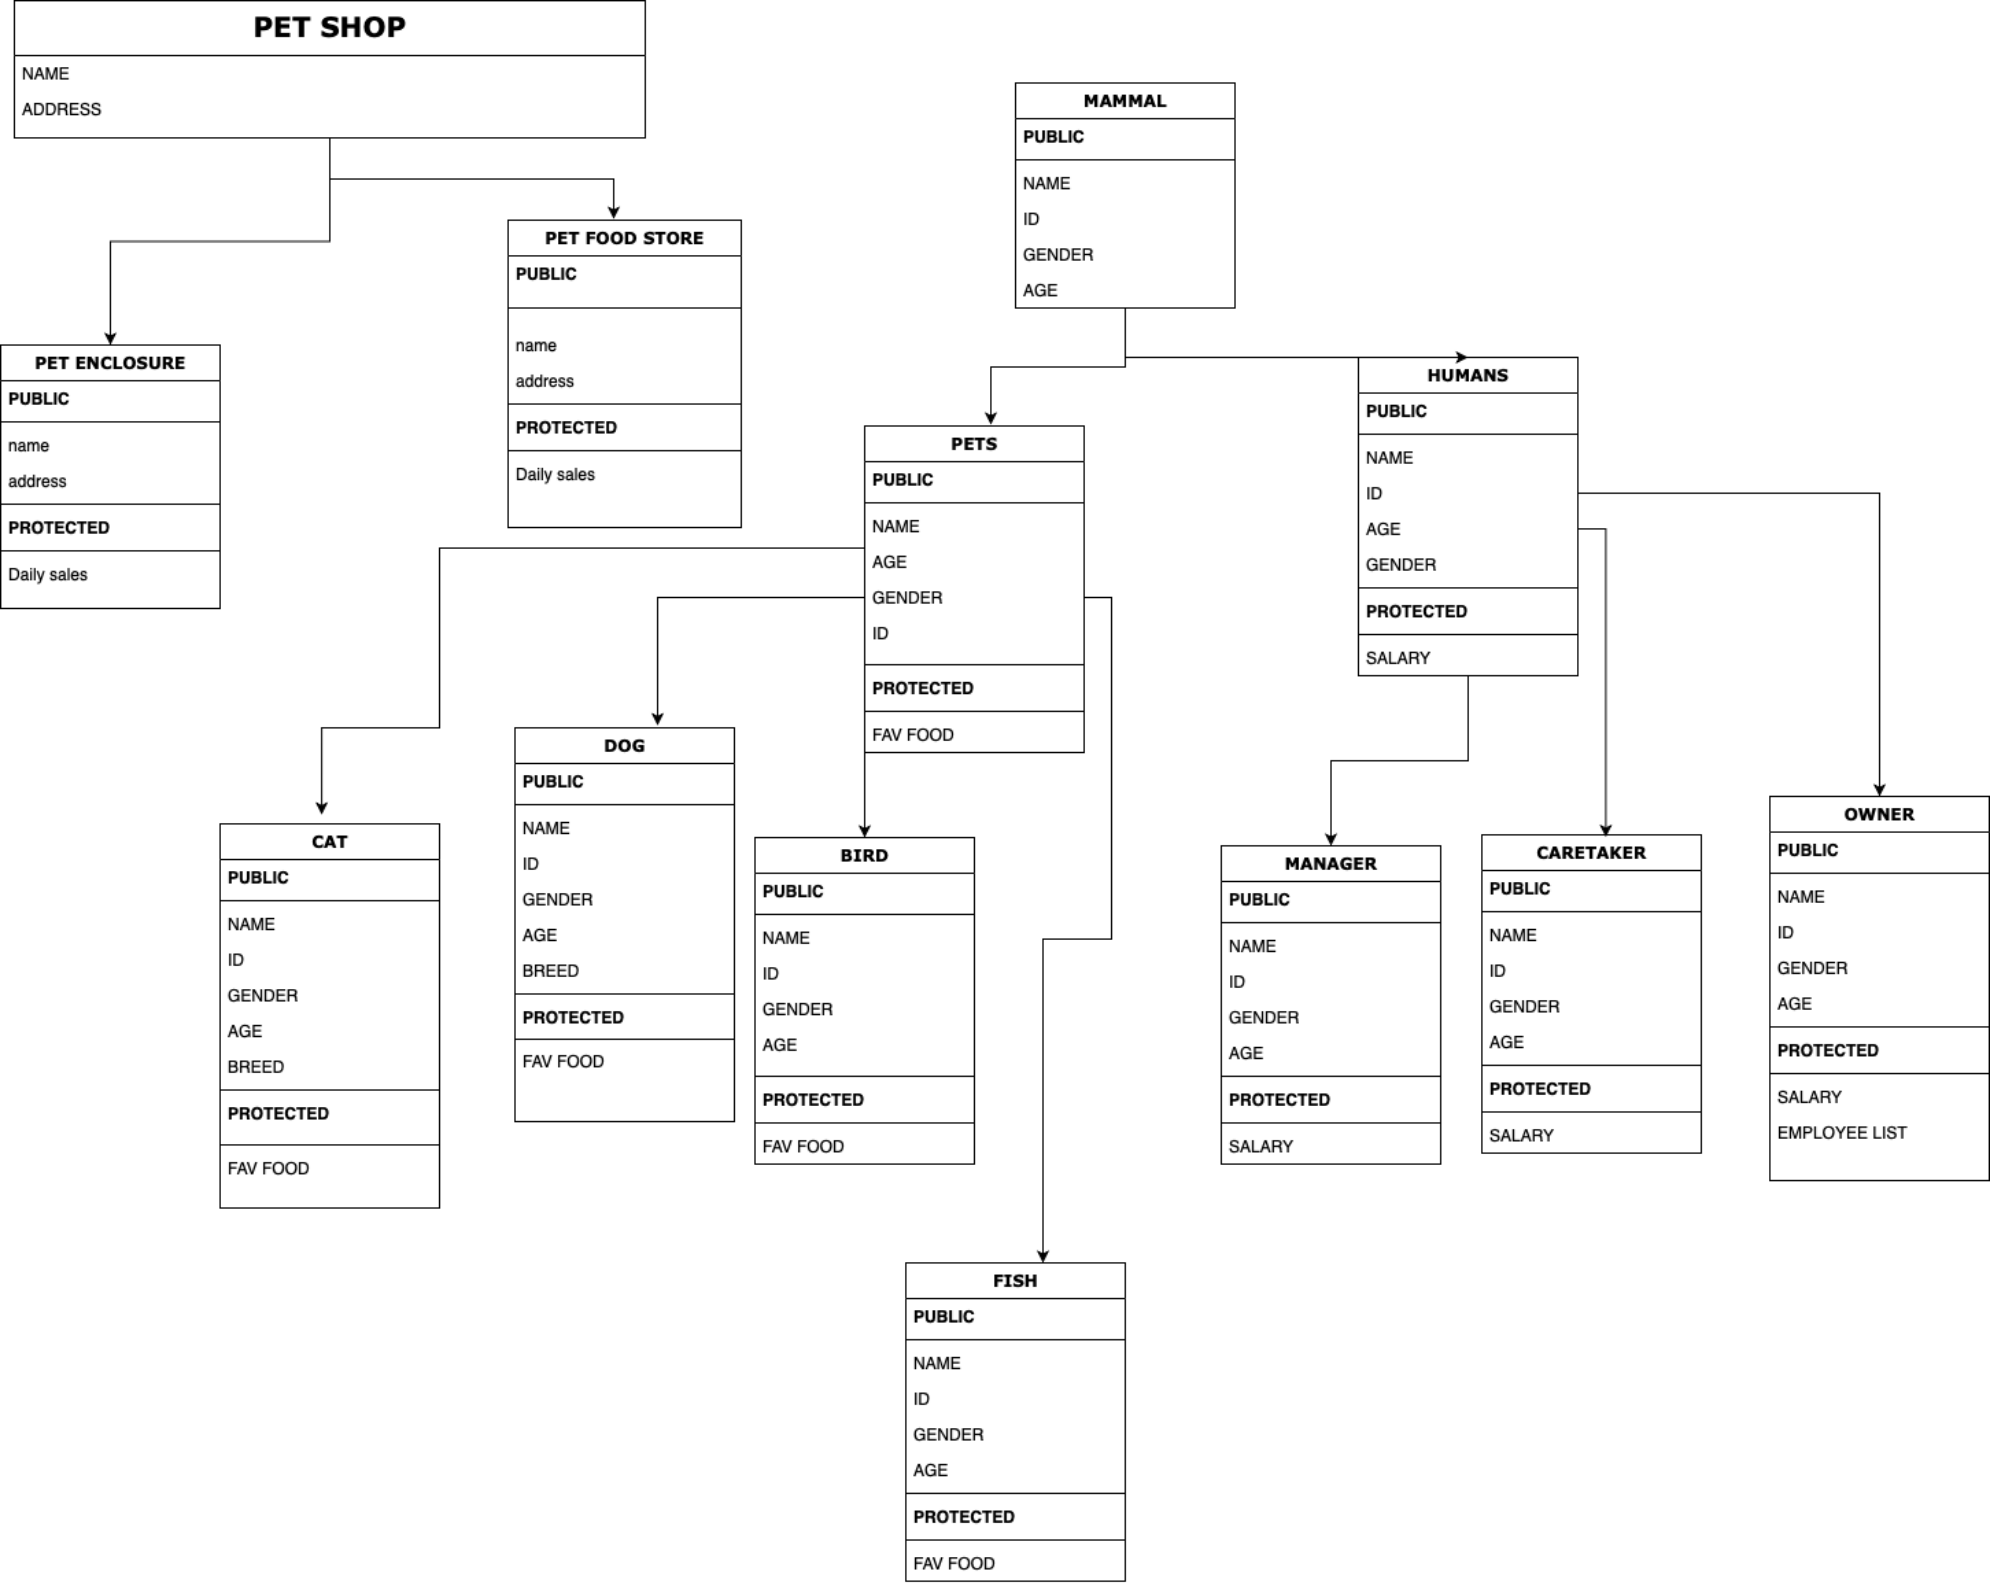 PET SHOP
NAME
ADDRESS
MAMMAL
PUBLIC
NAME
ID
GENDER
AGE
PET FOOD STORE
PUBLIC
name
address
PROTECTED
Daily sales
PET ENCLOSURE
PUBLIC
name
address
PROTECTED
Daily sales
PETS
PUBLIC
NAME
AGE
GENDER
ID
PROTECTED
FAV FOOD
HUMANS
PUBLIC
NAME
ID
AGE
GENDER
PROTECTED
SALARY
CAT
PUBLIC
NAME
ID
GENDER
AGE
BREED
PROTECTED
FAV FOOD
DOG
PUBLIC
NAME
ID
GENDER
AGE
BREED
PROTECTED
FAV FOOD
BIRD
PUBLIC
NAME
ID
GENDER
AGE
PROTECTED
FAV FOOD
MANAGER
PUBLIC
NAME
ID
GENDER
AGE
PROTECTED
SALARY
CARETAKER
PUBLIC
NAME
ID
GENDER
AGE
PROTECTED
SALARY
OWNER
PUBLIC
NAME
ID
GENDER
AGE
PROTECTED
SALARY
EMPLOYEE LIST
FISH
PUBLIC
NAME
ID
GENDER
AGE
PROTECTED
FAV FOOD